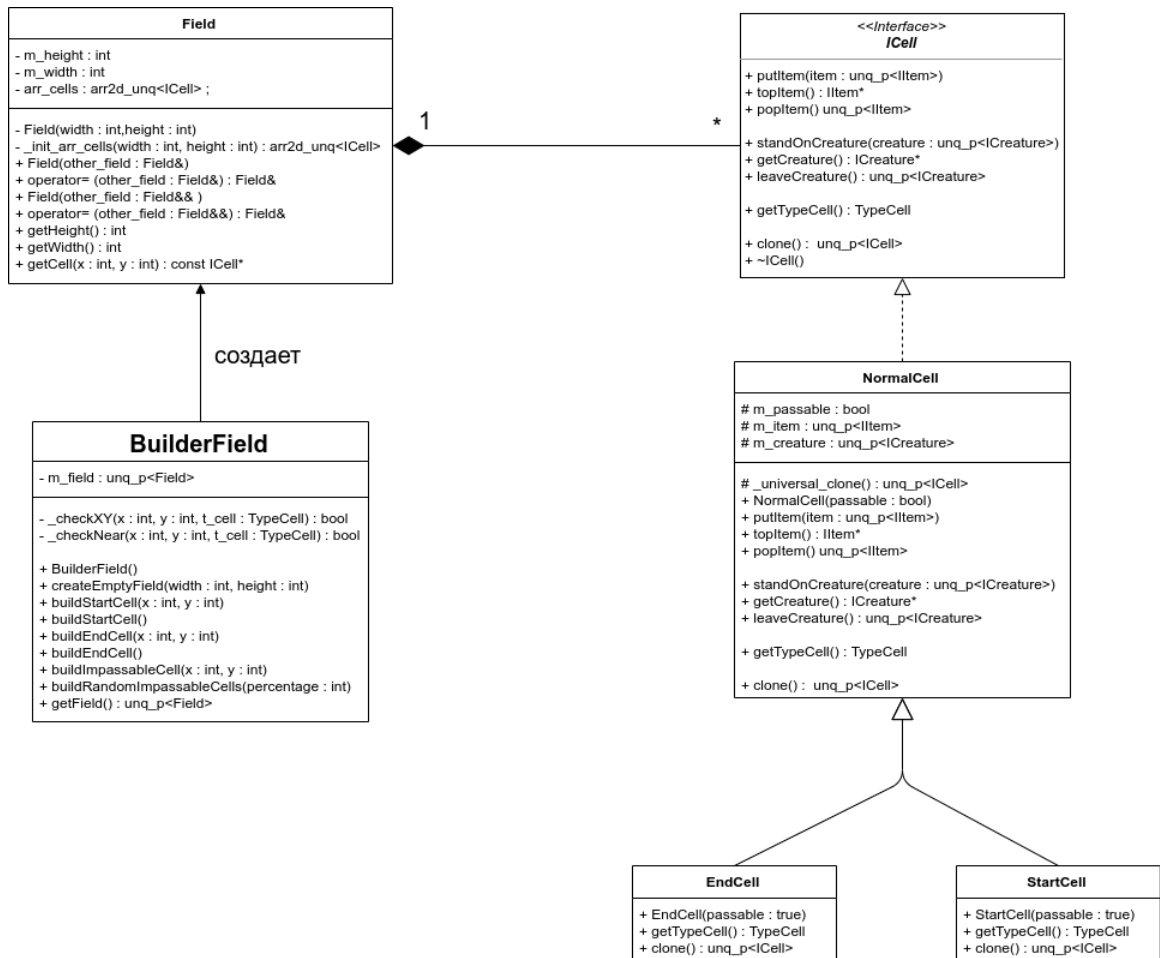 Field
- m_height : int
- m_width : int
- arr_cells : arr2d_unq<ICell> ;
- Field(width : int,height : int)
- _init_arr_cells(width : int, height : int) : arr2d_unq<ICell>
+ Field(other_field : Field&)
+ operator= (other_field : Field&) : Field&
+ Field(other_field : Field&& )
+ operator= (other_field : Field&&) : Field&
+ getHeight() : int
+ getWidth() : int
+ getCell(x : int, y : int) : const ICell*
1
*
<<Interface>>
ICell
+ putItem(item : unq_p<IItem>)
+ topItem() : IItem*
+ popItem() unq_p<IItem>
+ standOnCreature(creature : unq_p<ICreature>)
+ getCreature() : ICreature*
+ leaveCreature() : unq_p<ICreature>
+ getTypeCell() : TypeCell
+ clone() : unq_p<ICell>
+ ~ICell()
создает
BuilderField
- m_field : unq_p<Field>
- _checkXY(x : int, y : int, t_cell : TypeCell) : bool
- _checkNear(x : int, y : int, t_cell : TypeCell) : bool
+ BuilderField()
+ createEmptyField(width : int, height : int)
+ buildStartCell(x : int, y : int)
+ buildStartCell()
+ buildEndCell(x : int, y : int)
+ buildEndCell()
+ buildImpassableCell(x : int, y : int)
+ buildRandomImpassableCells(percentage : int)
+ getField() : unq_p<Field>
NormalCell
# m_passable : bool
# m_item : unq_p<IItem>
# m_creature : unq_p<ICreature>
# _universal_clone() : unq_p<ICell>
+ NormalCell(passable : bool)
+ putItem(item : unq_p<IItem>)
+ topItem() : IItem*
+ popItem() unq_p<IItem>
+ standOnCreature(creature : unq_p<ICreature>)
+ getCreature() : ICreature*
+ leaveCreature() : unq_p<ICreature>
+ getTypeCell() : TypeCell
+ clone() : unq_p<ICell>
EndCell
+ EndCell(passable : true)
+ getTypeCell() : TypeCell
+ clone() : unq_p<ICell>
StartCell
+ StartCell(passable : true)
+ getTypeCell() : TypeCell
+ clone() : unq_p<ICell>